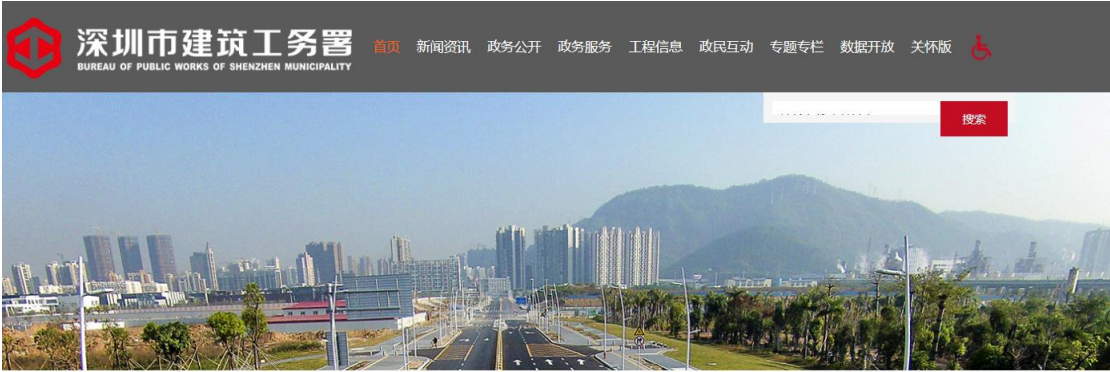 深圳市建筑工务署
BUREAU OF PUBLIC WORKS OF SHENZHEN MUNICIPALITY
首页 新闻资讯 政务公开 政务服务 工程信息 政民互动 专题专栏 数据开放 关怀版
搜索